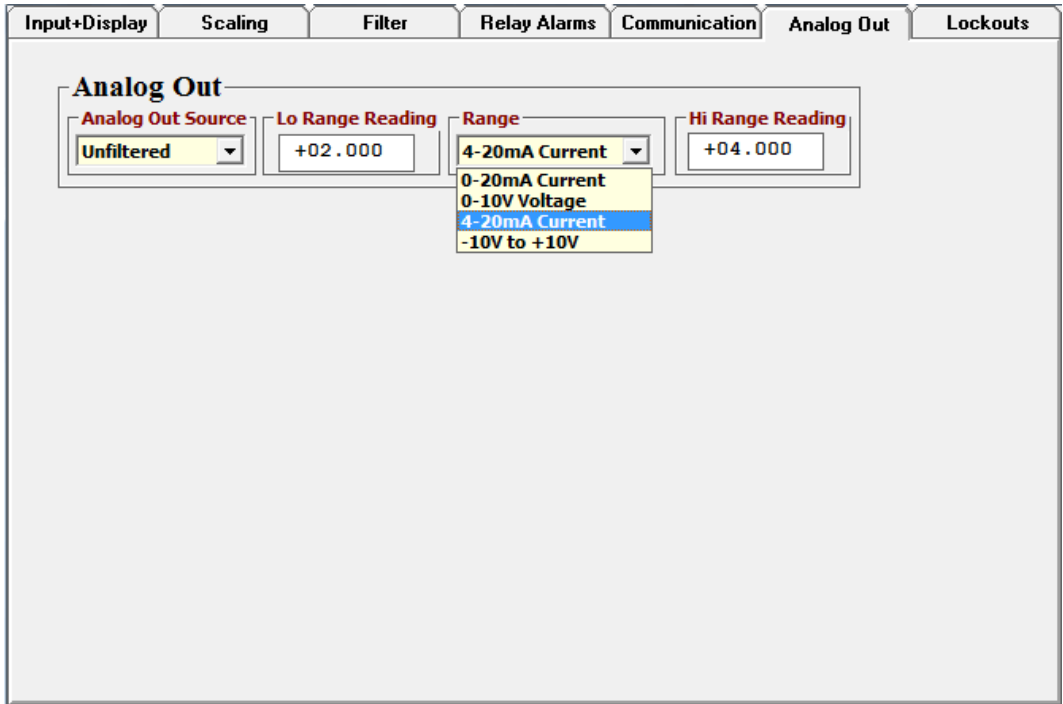 Input+Display Scaling Filter Relay Alarms Communication Analog Out Lockouts
Analog Out
Analog Out Source Lo Range Reading Range Hi Range Reading
Unfiltered +02.000 4-20mA Current +04.000
0-20mA Current
0-10V Voltage
4-20mA Current
-10V to +10V